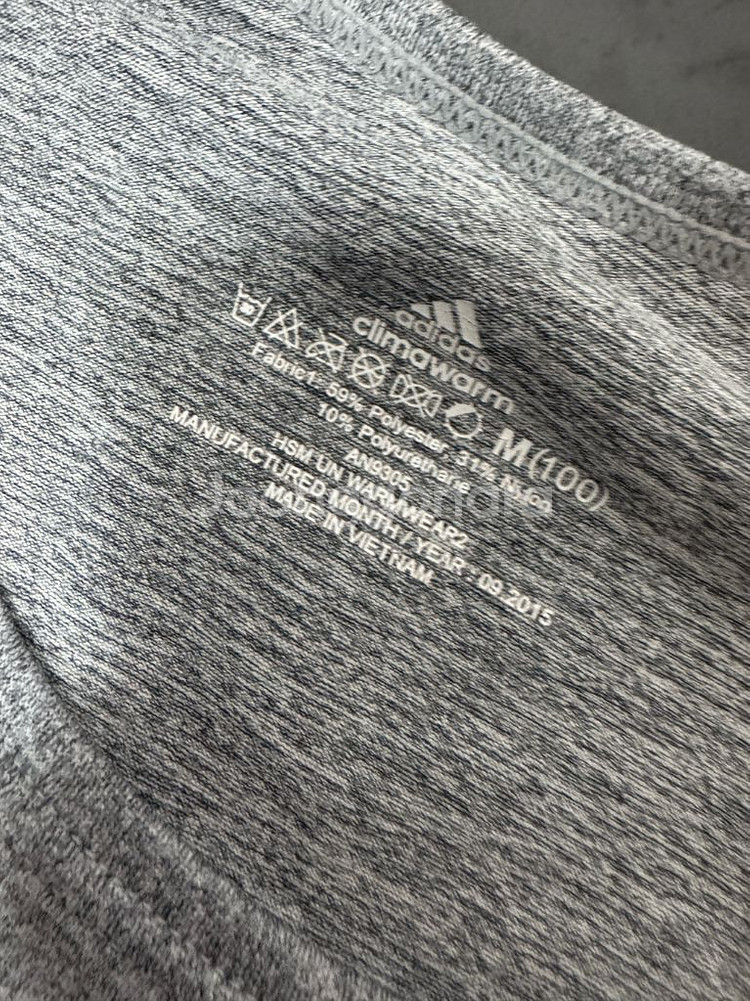 adidas
climawarm
M(100)
Fabric1: 59% Polyester, 31% Nylon
10% Polyurethane
AN9305
HSM UN WARMWEAR2
MANUFACTURED MONTH / YEAR : 09.2015
MADE IN VIETNAM